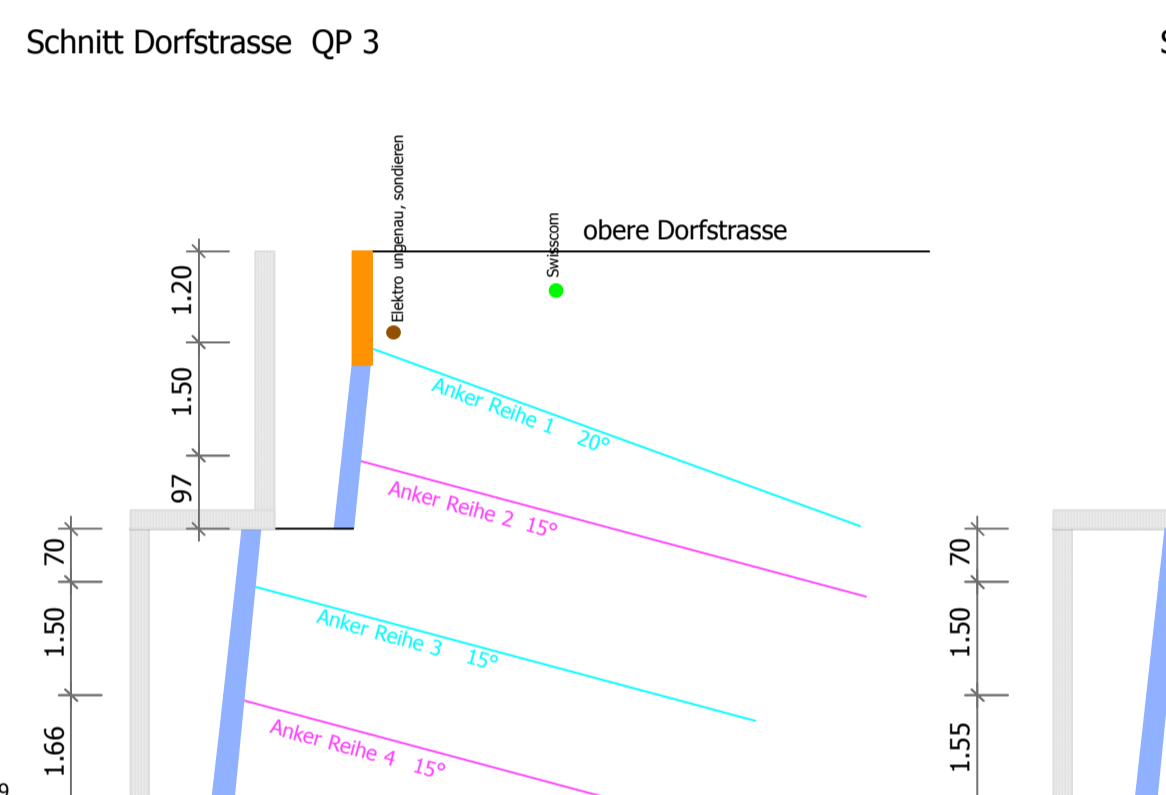 Schnitt Dorfstrasse QP 3
Elektro ungenau, sondieren
Swisscom
obere Dorfstrasse
1.20
1.50
97
Anker Reihe 1 20°
Anker Reihe 2 15°
70
1.50
1.66
Anker Reihe 3 15°
Anker Reihe 4 15°
70
1.50
1.55